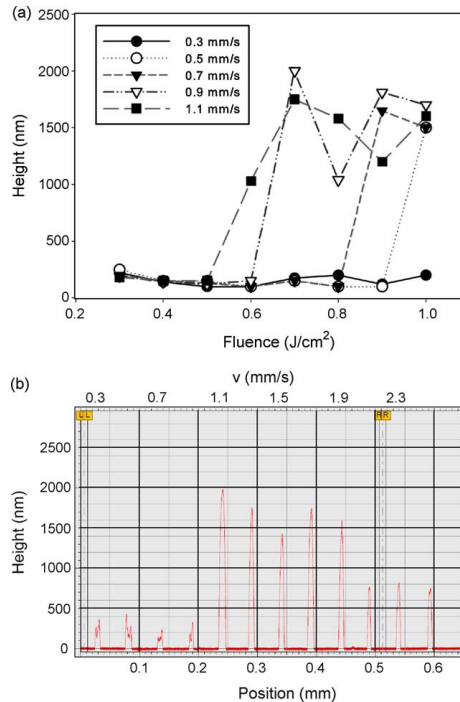 (a)
2500
2000
1500
1000
500
0
Height (nm)
0.3 mm/s
0.5 mm/s
0.7 mm/s
0.9 mm/s
1.1 mm/s
0.2 0.4 0.6 0.8 1.0
Fluence (J/cm²)
(b)
v (mm/s)
0.3 0.7 0.9 1.1 1.5 1.9 2.3
L L R R
2500
2000
1500
1000
500
0
Height (nm)
0.1 0.2 0.3 0.4 0.5 0.6
Position (mm)